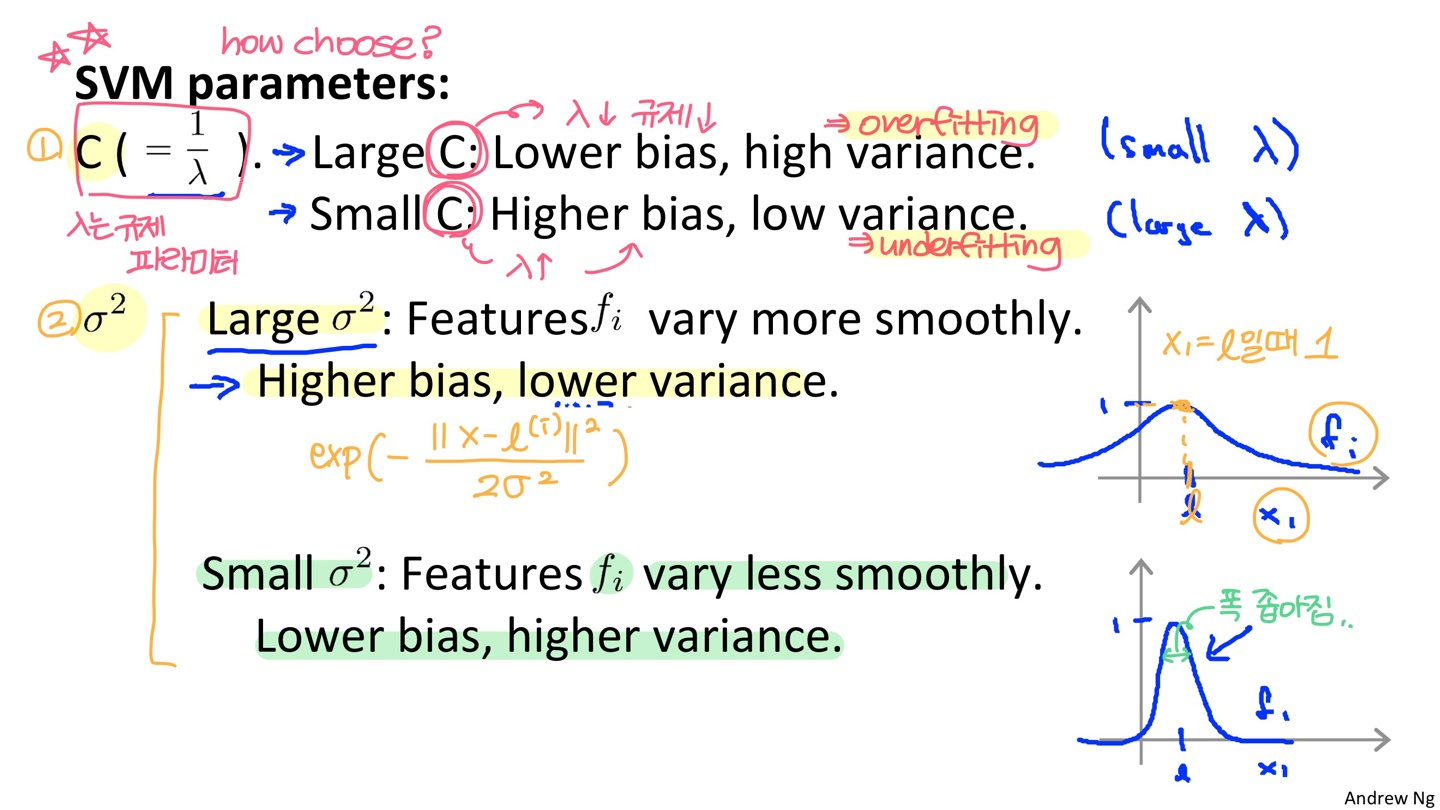 how choose?
SVM parameters:
① C ( = 1/λ ). → Large C: Lower bias, high variance. (small λ)
λ↓ 규제↓ ⇒ overfitting
→ Small C: Higher bias, low variance. (large λ)
λ↑ ⇒ underfitting
λ는 규제
파라미터
② σ² Large σ²: Features fᵢ vary more smoothly.
→ Higher bias, lower variance.
exp(- ||x-l⁽ⁱ⁾||² / 2σ²)
x₁=l일때 1
1
fᵢ
l
x₁
Small σ²: Features fᵢ vary less smoothly.
Lower bias, higher variance.
폭 좁아짐..
1
f₁
l
x₁
Andrew Ng